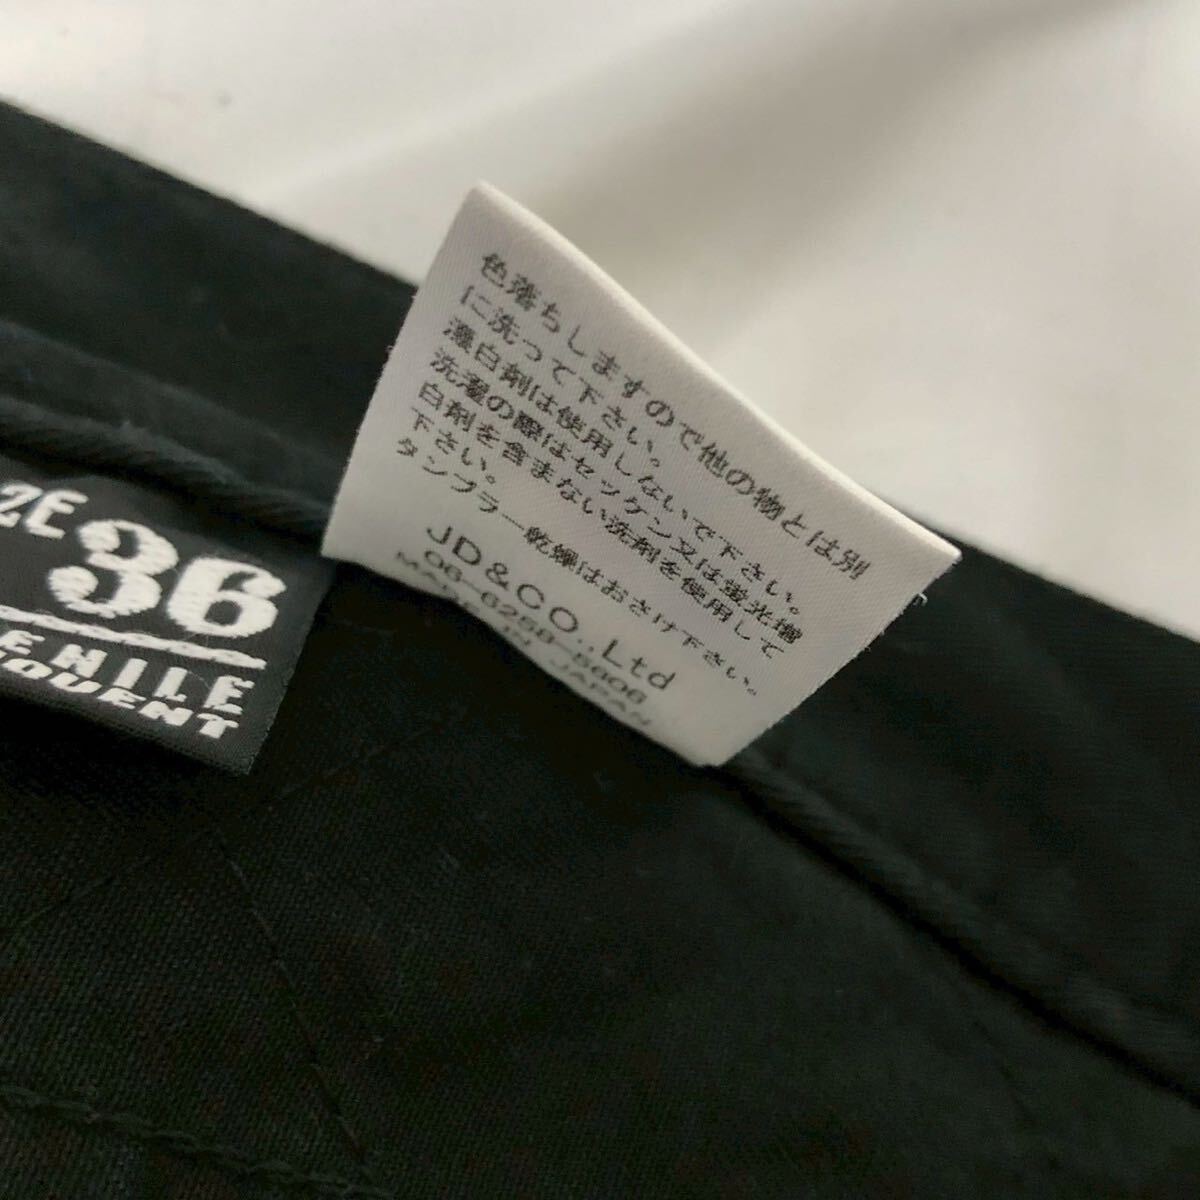 色落ちしますので他の物とは別
に洗って下さい。
漂白剤は使用しないで下さい。
洗濯の際はセッケン又は蛍光増
白剤を含まない洗剤を使用して
下さい。
タンブラー乾燥はおさけ下さい。
JD&CO.,Ltd
06-6258-5606
MADE IN JAPAN
ZE 36
ENILE